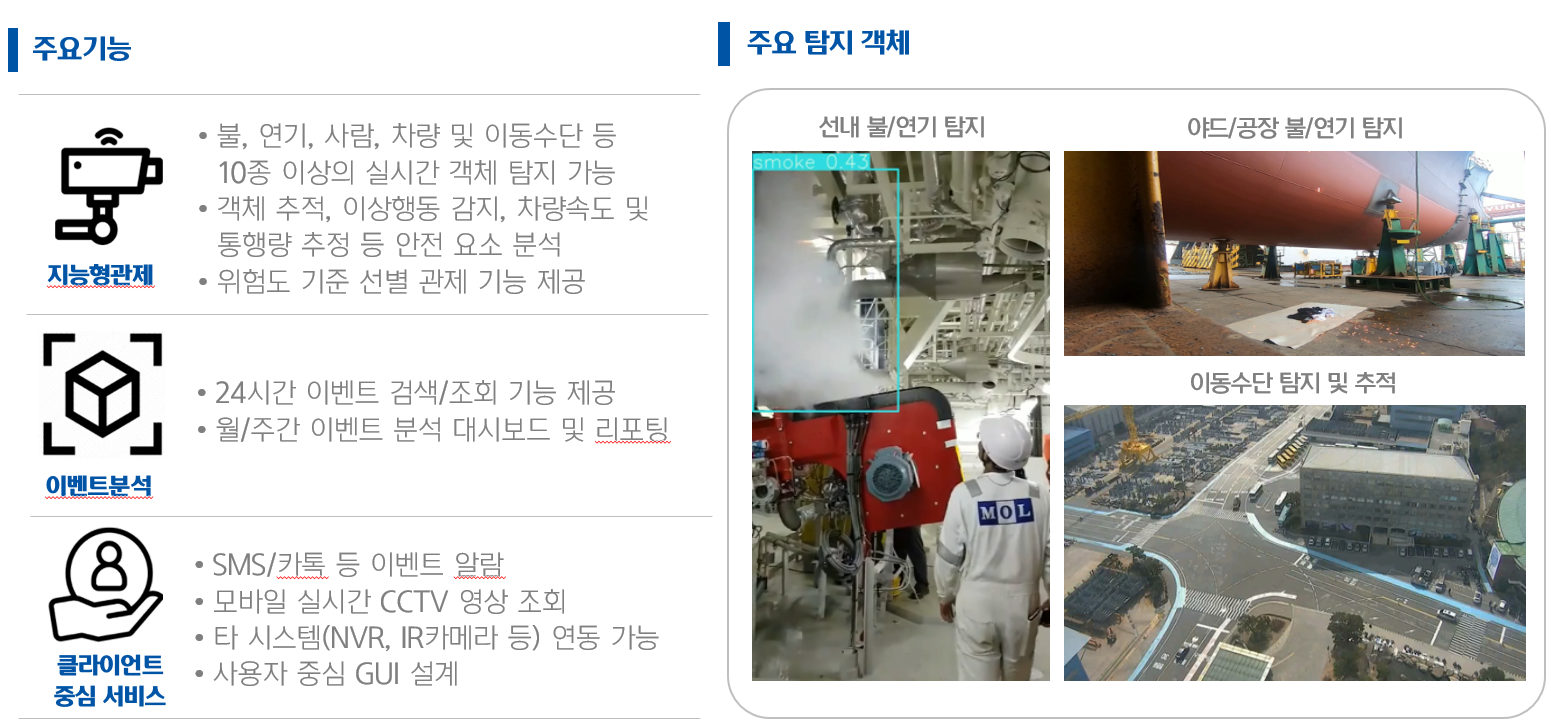 주요기능
지능형관제
• 불, 연기, 사람, 차량 및 이동수단 등
10종 이상의 실시간 객체 탐지 가능
• 객체 추적, 이상행동 감지, 차량속도 및
통행량 추정 등 안전 요소 분석
• 위험도 기준 선별 관제 기능 제공
이벤트분석
• 24시간 이벤트 검색/조회 기능 제공
• 월/주간 이벤트 분석 대시보드 및 리포팅
클라이언트
중심 서비스
• SMS/카톡 등 이벤트 알람
• 모바일 실시간 CCTV 영상 조회
• 타 시스템(NVR, IR카메라 등) 연동 가능
• 사용자 중심 GUI 설계
주요 탐지 객체
선내 불/연기 탐지
smoke 0.43
MOL
야드/공장 불/연기 탐지
이동수단 탐지 및 추적